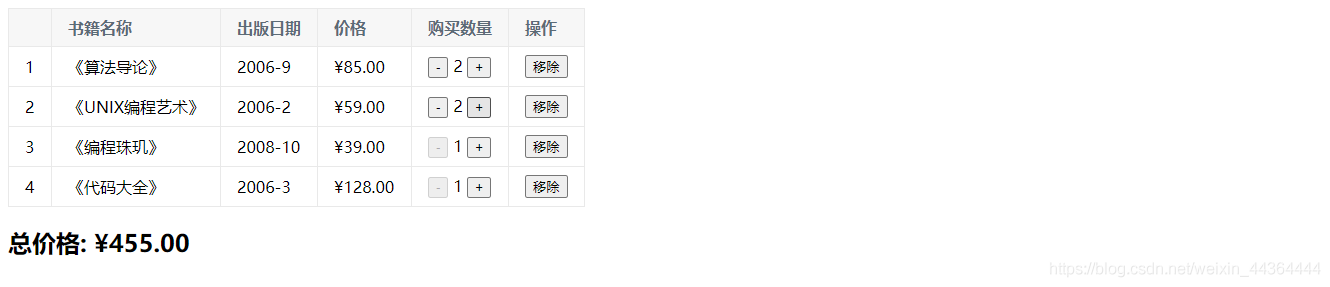 书籍名称 出版日期 价格 购买数量 操作
1 《算法导论》 2006-9 ¥85.00 - 2 + 移除
2 《UNIX编程艺术》 2006-2 ¥59.00 - 2 + 移除
3 《编程珠玑》 2008-10 ¥39.00 - 1 + 移除
4 《代码大全》 2006-3 ¥128.00 - 1 + 移除
总价格: ¥455.00
https://blog.csdn.net/weixin_44364444